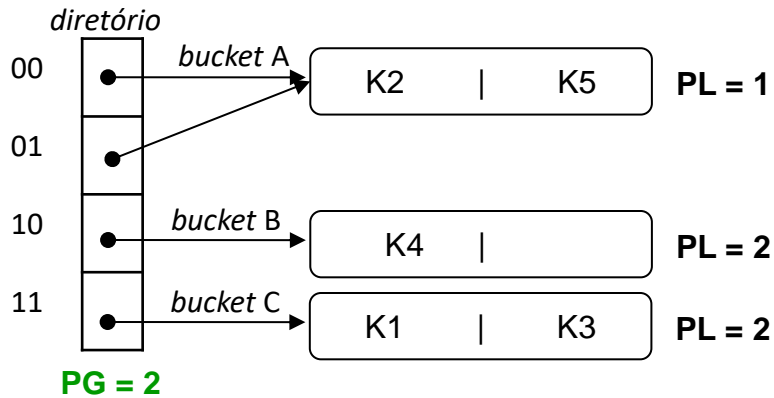 diretório
00 bucket A K2 | K5 PL = 1
01
10 bucket B K4 | PL = 2
11 bucket C K1 | K3 PL = 2
PG = 2